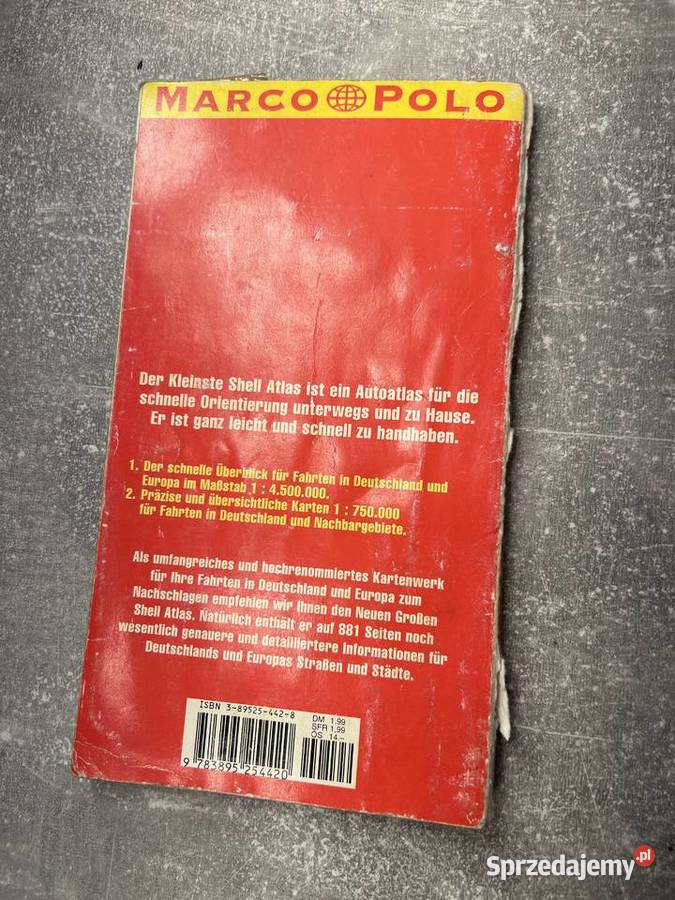 MARCO POLO
Der Kleinste Shell Atlas ist ein Autoatlas für die
schnelle Orientierung unterwegs und zu Hause.
Er ist ganz leicht und schnell zu handhaben.
1. Der schnelle Überblick für Fahrten in Deutschland und
Europa im Maßstab 1 : 4.500.000.
2. Präzise und übersichtliche Karten 1 : 750.000
für Fahrten in Deutschland und Nachbargebiete.
Als umfangreiches und hochrenommiertes Kartenwerk
für Ihre Fahrten in Deutschland und Europa zum
Nachschlagen empfehlen wir Ihnen den Neuen Großen
Shell Atlas. Natürlich enthält er auf 881 Seiten noch
wesentlich genauere und detailliertere Informationen für
Deutschlands und Europas Straßen und Städte.
ISBN 3-89525-442-8
DM 1.99
SFR 1,99
ÖS 14.-
9 783895 254420
Sprzedajemy.pl